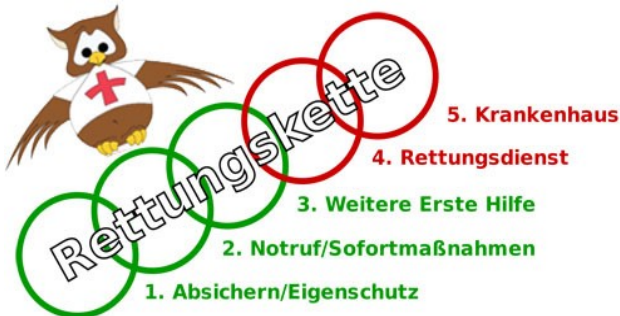 Rettungskette
5. Krankenhaus
4. Rettungsdienst
3. Weitere Erste Hilfe
2. Notruf/Sofortmaßnahmen
1. Absichern/Eigenschutz